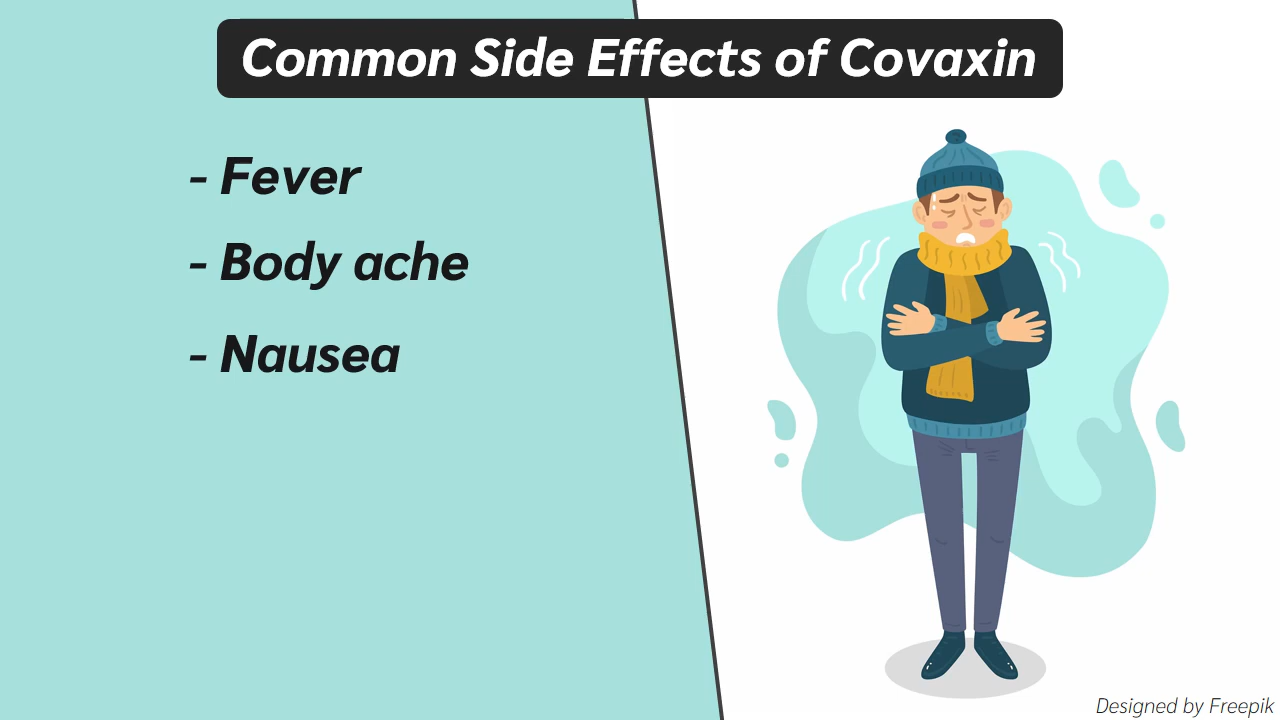 Common Side Effects of Covaxin
- Fever
- Body ache
- Nausea
Designed by Freepik